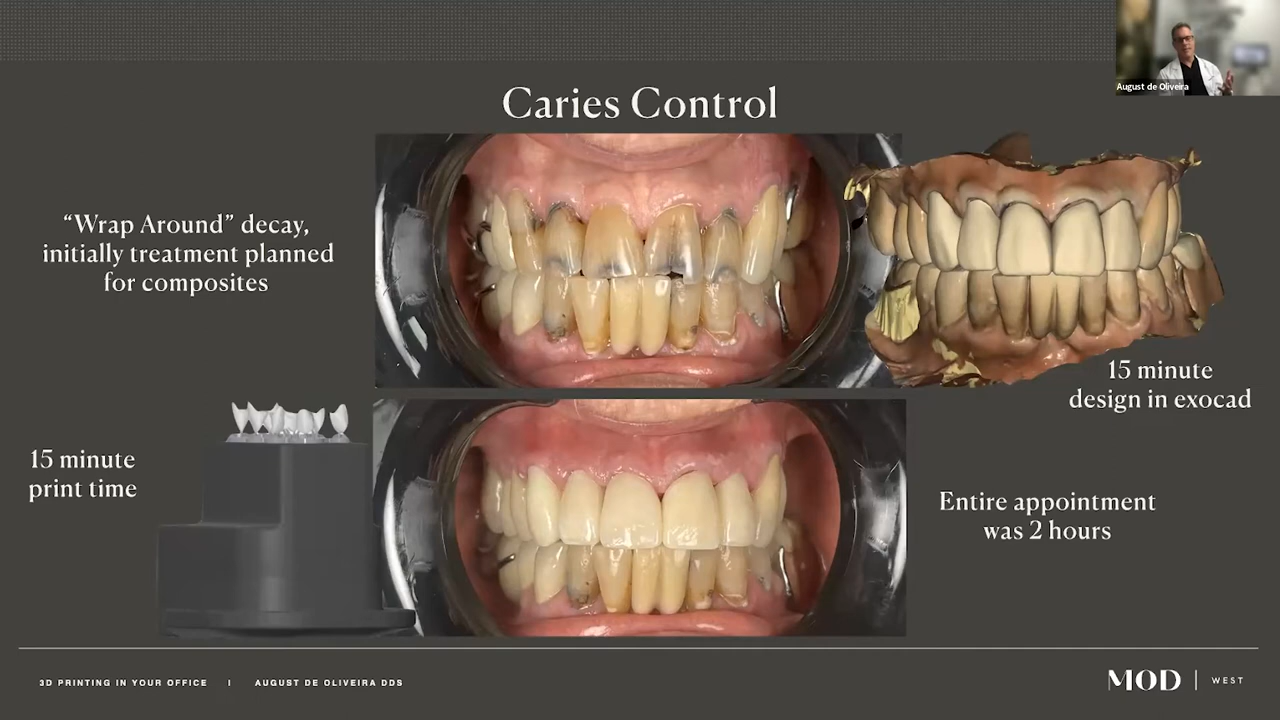 August de Oliveira
Caries Control
“Wrap Around” decay,
initially treatment planned
for composites
15 minute
design in exocad
15 minute
print time
Entire appointment
was 2 hours
3D PRINTING IN YOUR OFFICE | AUGUST DE OLIVEIRA DDS
MOD | WEST